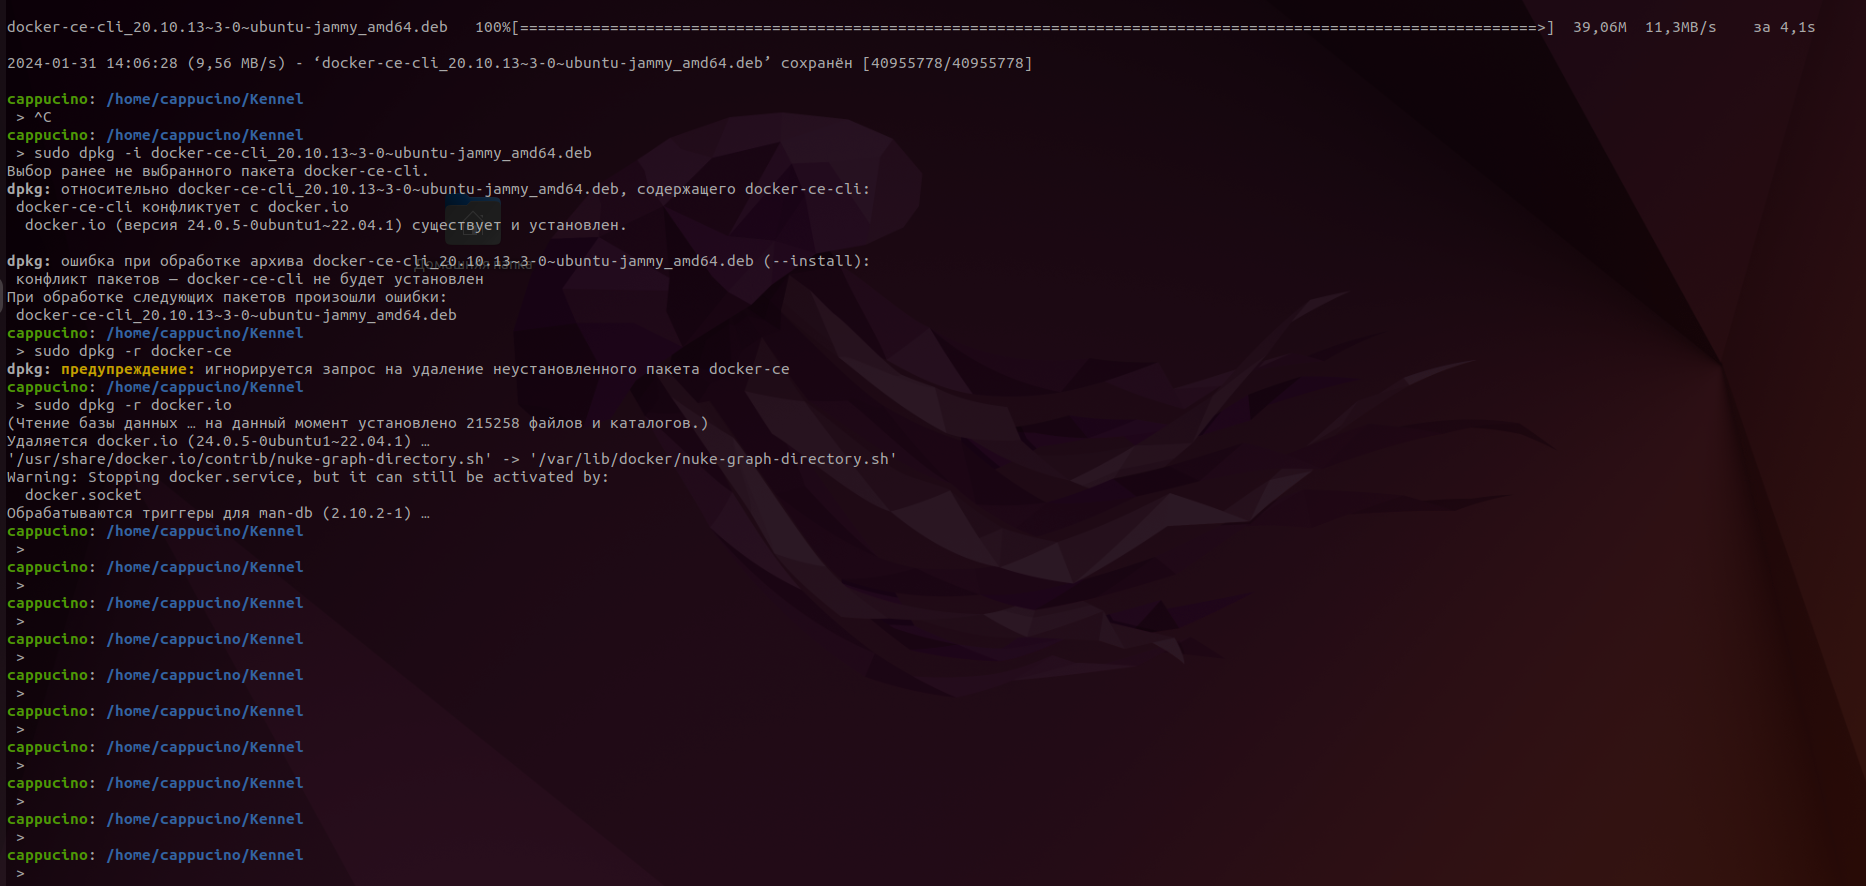 docker-ce-cli_20.10.13~3-0~ubuntu-jammy_amd64.deb   100%[==================================================================================================================>]  39,06M  11,3MB/s    за 4,1s
2024-01-31 14:06:28 (9,56 MB/s) - ‘docker-ce-cli_20.10.13~3-0~ubuntu-jammy_amd64.deb’ сохранён [40955778/40955778]
cappucino: /home/cappucino/Kennel
 > ^C
cappucino: /home/cappucino/Kennel
 > sudo dpkg -i docker-ce-cli_20.10.13~3-0~ubuntu-jammy_amd64.deb
Выбор ранее не выбранного пакета docker-ce-cli.
dpkg: относительно docker-ce-cli_20.10.13~3-0~ubuntu-jammy_amd64.deb, содержащего docker-ce-cli:
 docker-ce-cli конфликтует с docker.io
  docker.io (версия 24.0.5-0ubuntu1~22.04.1) существует и установлен.
dpkg: ошибка при обработке архива docker-ce-cli_20.10.13~3-0~ubuntu-jammy_amd64.deb (--install):
Домашняя папка
 конфликт пакетов — docker-ce-cli не будет установлен
При обработке следующих пакетов произошли ошибки:
 docker-ce-cli_20.10.13~3-0~ubuntu-jammy_amd64.deb
cappucino: /home/cappucino/Kennel
 > sudo dpkg -r docker-ce
dpkg: предупреждение: игнорируется запрос на удаление неустановленного пакета docker-ce
cappucino: /home/cappucino/Kennel
 > sudo dpkg -r docker.io
(Чтение базы данных … на данный момент установлено 215258 файлов и каталогов.)
Удаляется docker.io (24.0.5-0ubuntu1~22.04.1) …
'/usr/share/docker.io/contrib/nuke-graph-directory.sh' -> '/var/lib/docker/nuke-graph-directory.sh'
Warning: Stopping docker.service, but it can still be activated by:
  docker.socket
Обрабатываются триггеры для man-db (2.10.2-1) …
cappucino: /home/cappucino/Kennel
 >
cappucino: /home/cappucino/Kennel
 >
cappucino: /home/cappucino/Kennel
 >
cappucino: /home/cappucino/Kennel
 >
cappucino: /home/cappucino/Kennel
 >
cappucino: /home/cappucino/Kennel
 >
cappucino: /home/cappucino/Kennel
 >
cappucino: /home/cappucino/Kennel
 >
cappucino: /home/cappucino/Kennel
 >
cappucino: /home/cappucino/Kennel
 >